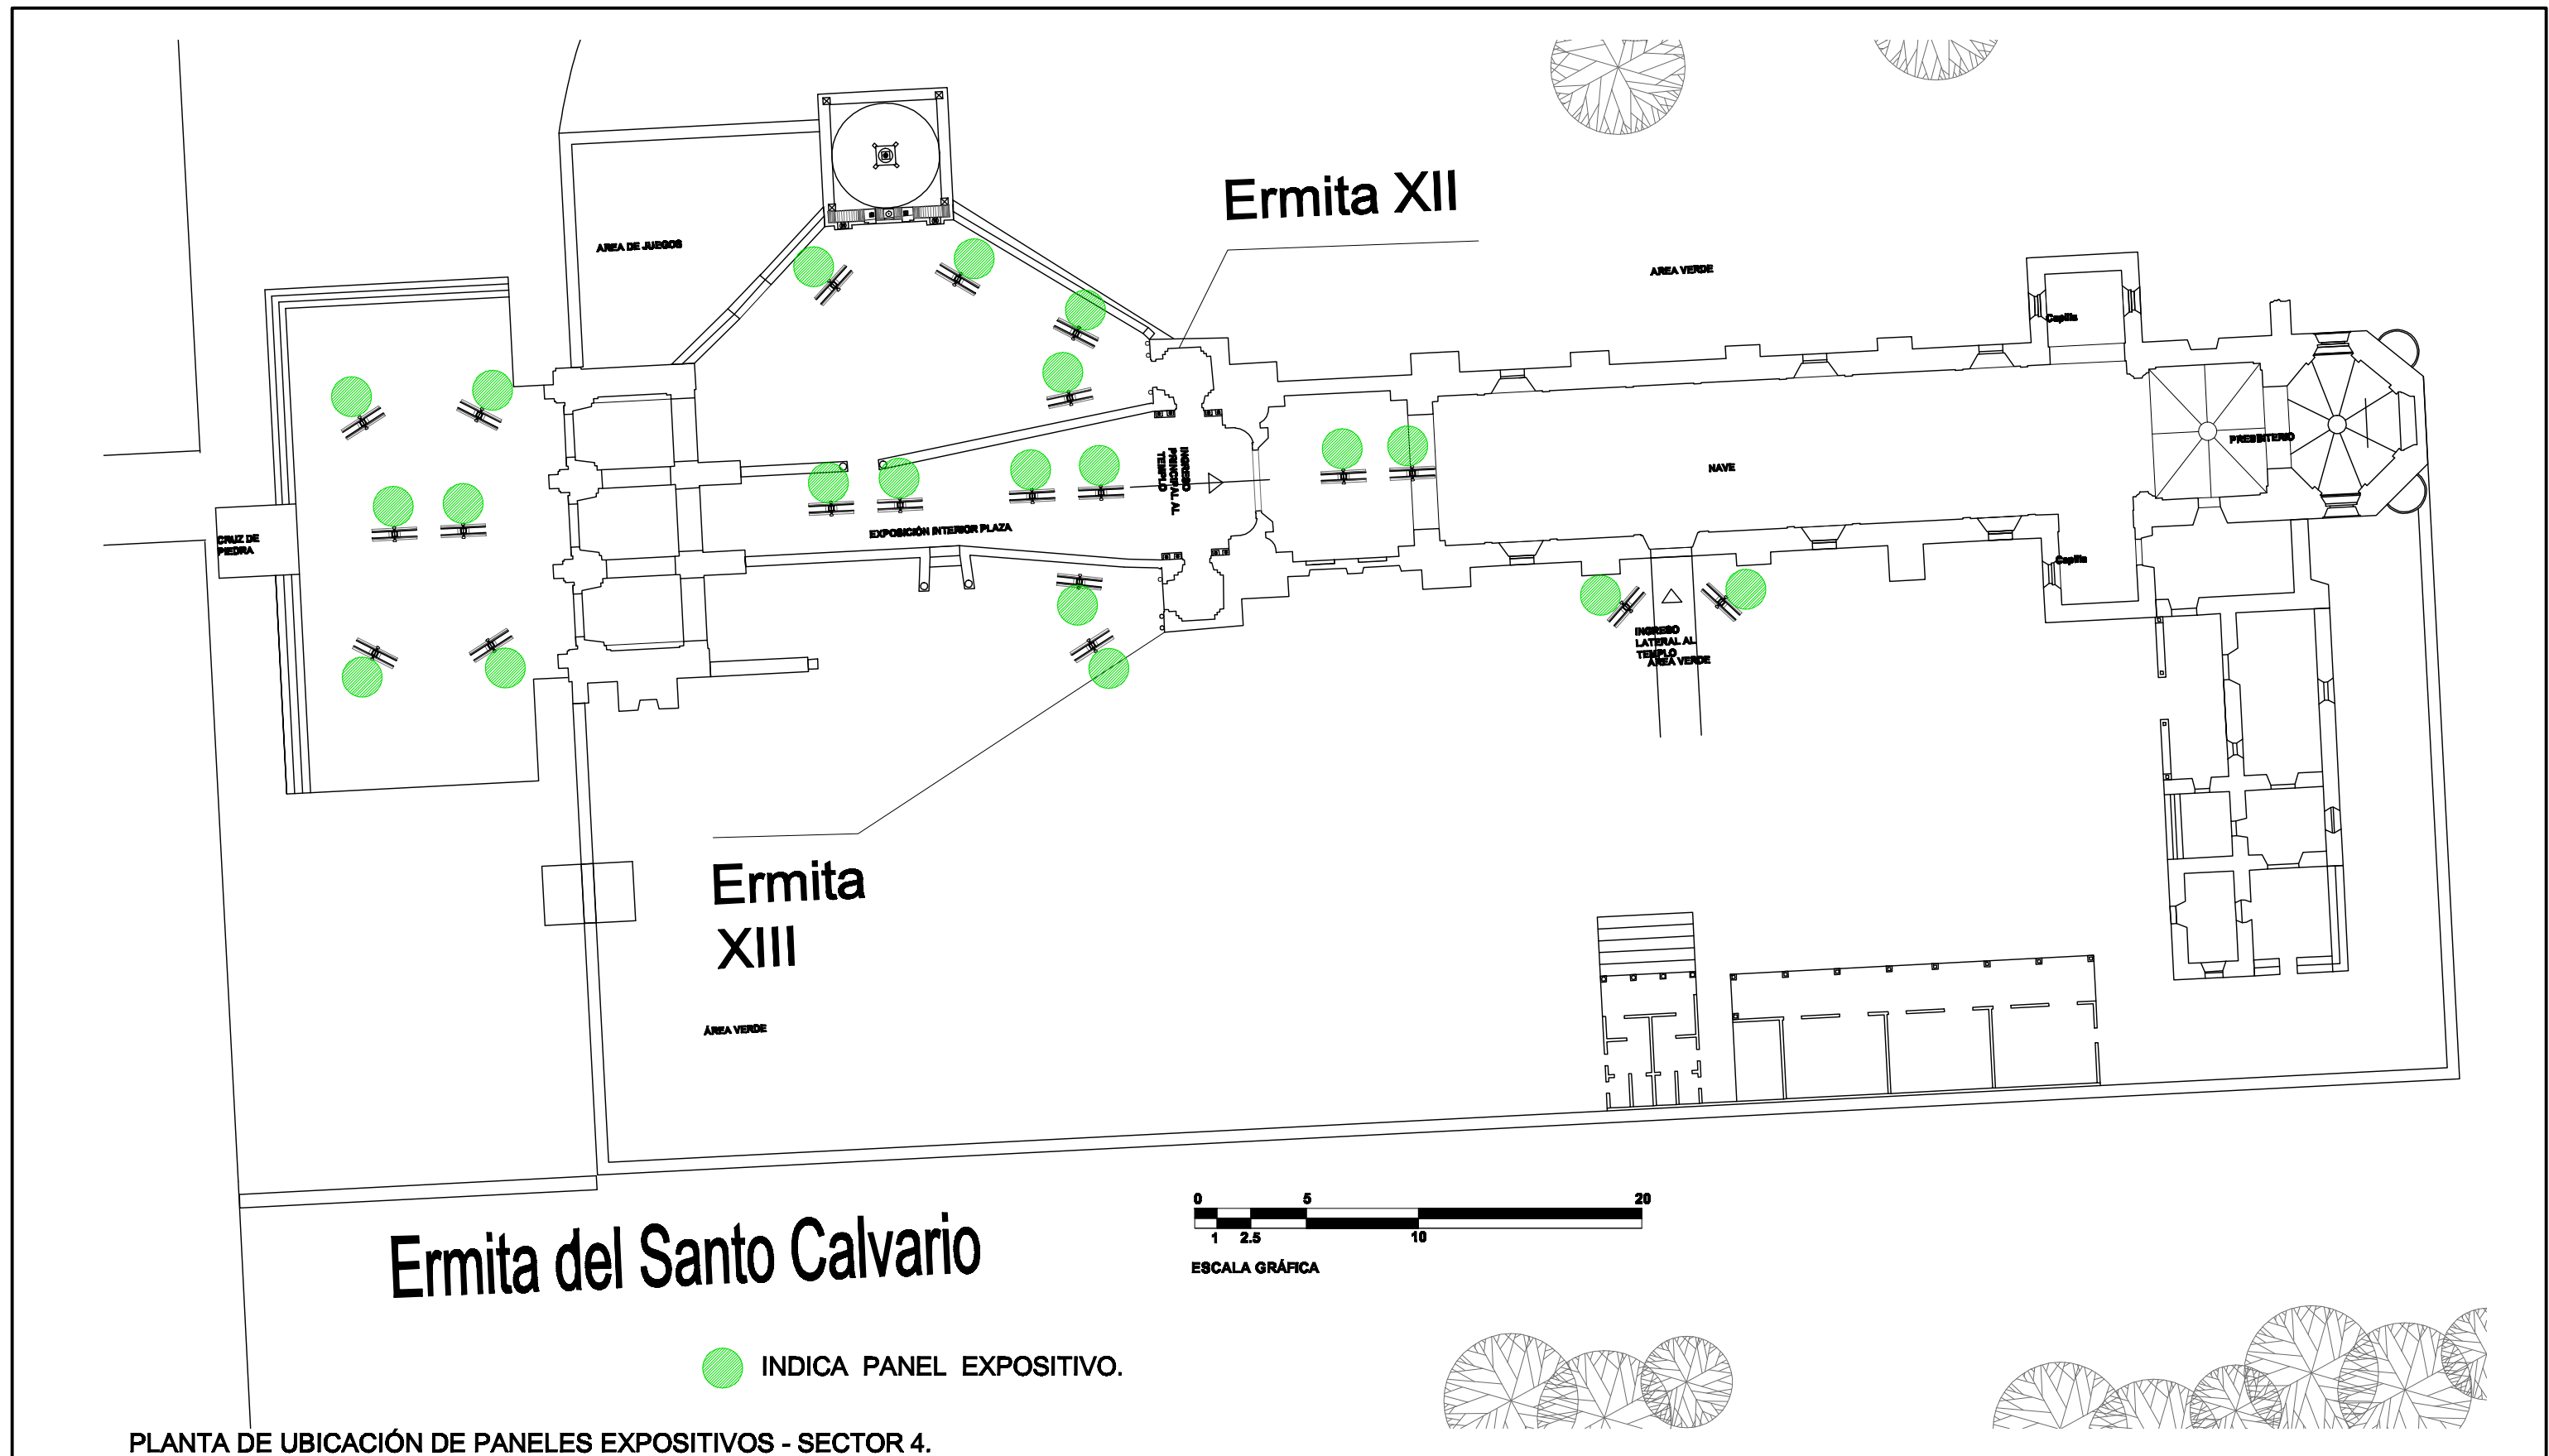 Ermita XII
AREA DE JUEGOS
AREA VERDE
Capilla
PRESBITERIO
NAVE
INGRESO
PRINCIPAL AL
TEMPLO
EXPOSICIÓN INTERIOR PLAZA
CRUZ DE
PIEDRA
Capilla
INGRESO
LATERAL AL
TEMPLO
ÁREA VERDE
Ermita
XIII
ÁREA VERDE
0 5 20
1 2.5 10
ESCALA GRÁFICA
Ermita del Santo Calvario
INDICA PANEL EXPOSITIVO.
PLANTA DE UBICACIÓN DE PANELES EXPOSITIVOS - SECTOR 4.